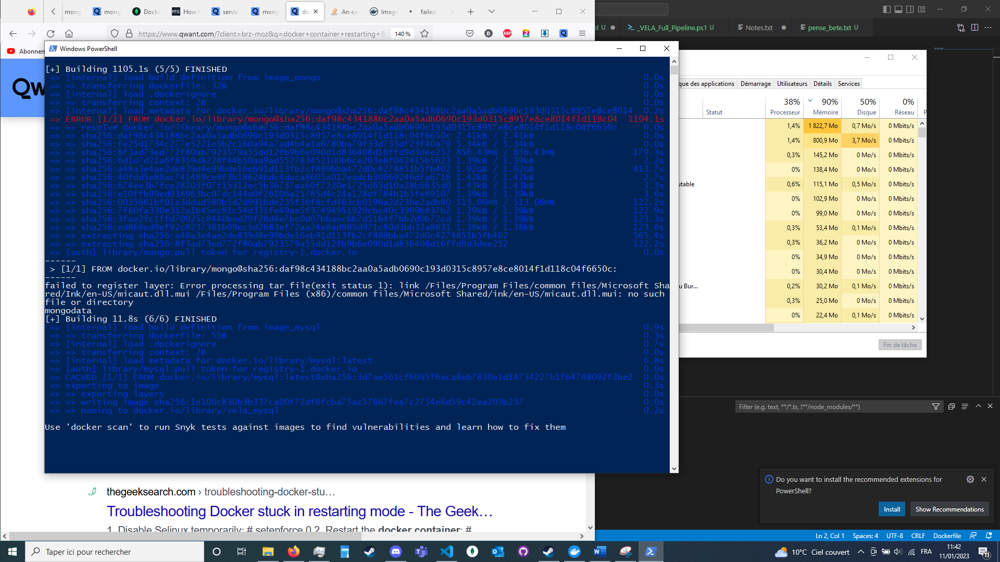 mong
mong
Docke
HTG
How t
servic
mong
doc
An ea
Image
failed
https://www.qwant.com/?client=brz-moz&q=docker+container+restarting+&
140 %
Abonnem
Qw
Windows PowerShell
[+] Building 1105.1s (5/5) FINISHED
=> [internal] load build definition from image_mongo 0.0s
=> => transferring dockerfile: 32B 0.0s
=> [internal] load .dockerignore 0.0s
=> => transferring context: 2B 0.0s
=> [internal] load metadata for docker.io/library/mongo@sha256:daf98c434188bc2aa0a5adb0690c193d0315c8957e8ce8014 0.2s
=> ERROR [1/1] FROM docker.io/library/mongo@sha256:daf98c434188bc2aa0a5adb0690c193d0315c8957e8ce8014f1d118c04 1104.1s
=> => resolve docker.io/library/mongo@sha256:daf98c434188bc2aa0a5adb0690c193d0315c8957e8ce8014f1d118c04f6650c 0.0s
=> => sha256:daf98c434188bc2aa0a5adb0690c193d0315c8957e8ce8014f1d118c04f6650c 2.41kB / 2.41kB 0.0s
=> => sha256:fe25d1734c277e2221e5b2c160a94a7ad4b4a1a6780ba79f33d733df23f40a79 5.34kB / 5.34kB 0.0s
=> => sha256:8f3ad73ed772f80ab7923579a55dd12fb9b6e090d1d836408d16ffd9d3dee252 856.43MB / 856.43MB 179.3s
=> => sha256:6d1d7d21a6f8359d8228f44b50aa9ad552783452100b6ce203e8f042415b5623 1.39kB / 1.39kB 2.2s
=> => sha256:a48a3e4ae2de839d8e99bde16eb91d113fb2cf889bba472d0c4274851b5fb402 1.92GB / 1.92GB 413.7s
=> => sha256:40fdd5e88ac741489ce9f3b18624bdc4daca8605a012eadcb30969246dfa6716 1.42kB / 1.42kB 2.7s
=> => sha256:674ee3b7fce28203f07f15312ec5b36737aa60f7220e1725d65d10a28b6635d0 1.43kB / 1.43kB 3.3s
=> => sha256:e10ffb99ed938963bc07dc144d0f26106a25785d4c24a128df784b1b5fe89107 1.39kB / 1.39kB 3.6s
=> => sha256:0035661bf01a3ddad580b5d2d991bde235f36f8cfd463cb0196a2d23be2adb80 513.06MB / 513.06MB 122.2s
=> => sha256:7f80fa330e312a1b45ec81c54d331fe49ae5f37494951929cbc40c3999b837b2 1.39kB / 1.39kB 122.9s
=> => sha256:3fae2fc1ffd70925c8440bed29f28d4e7bc0d07bbaec6b7d5164f7bb2d0b72cd 1.39kB / 1.39kB 123.3s
=> => sha256:ed869ed9ef92c8237381b09ec5d2683ef72aa24e8ad985d971c80d3bb32a8831 1.38kB / 1.38kB 123.6s
=> => extracting sha256:a48a3e4ae2de839d8e99bde16eb91d113fb2cf889bba472d0c4274851b5fb402 565.4s
=> => extracting sha256:8f3ad73ed772f80ab7923579a55dd12fb9b6e090d1d836408d16ffd9d3dee252 122.2s
=> [auth] library/mongo:pull token for registry-1.docker.io 0.0s
------
> [1/1] FROM docker.io/library/mongo@sha256:daf98c434188bc2aa0a5adb0690c193d0315c8957e8ce8014f1d118c04f6650c:
------
failed to register layer: Error processing tar file(exit status 1): link /Files/Program Files/common files/Microsoft Sha
red/Ink/en-US/micaut.dll.mui /Files/Program Files (x86)/common files/Microsoft Shared/ink/en-US/micaut.dll.mui: no such
file or directory
mongodata
[+] Building 11.8s (6/6) FINISHED
=> [internal] load build definition from image_mysql 0.9s
=> => transferring dockerfile: 55B 0.3s
=> [internal] load .dockerignore 0.7s
=> => transferring context: 2B 0.0s
=> [internal] load metadata for docker.io/library/mysql:latest 6.8s
=> [auth] library/mysql:pull token for registry-1.docker.io 0.0s
=> CACHED [1/1] FROM docker.io/library/mysql:latest@sha256:3d7ae561cf6095f6aca8eb7830e1d14734227b1fb4748092f2be2 0.0s
=> exporting to image 0.3s
=> => exporting layers 0.0s
=> => writing image sha256:1e100c830b3b337ca00f72df6fcba75ac57667fea7c2754e6d59c42ea203b237 0.0s
=> => naming to docker.io/library/vela_mysql 0.2s
Use 'docker scan' to run Snyk tests against images to find vulnerabilities and learn how to fix them
thegeeksearch.com › troubleshooting-docker-stu…
Troubleshooting Docker stuck in restarting mode - The Geek…
1. Disable Selinux temporarily: # setenforce 0 2. Restart the docker container: #
ml U
_VELA_Full_Pipeline.ps1 U
Notes.txt
pense_bete.txt U
que des applications
Démarrage
Utilisateurs
Détails
Services
38% 90% 50% 0%
Statut Processeur Mémoire Disque Réseau P
1,4% 1 822,7 Mo 0,7 Mo/s 0 Mbits/s
1,4% 800,9 Mo 3,7 Mo/s 0 Mbits/s
0,3% 145,2 Mo 0 Mo/s 0 Mbits/s
0% 138,4 Mo 0 Mo/s 0 Mbits/s
utable 0,6% 115,1 Mo 0,5 Mo/s 0 Mbits/s
0% 102,9 Mo 0 Mo/s 0 Mbits/s
0% 99,0 Mo 0 Mo/s 0 Mbits/s
0,3% 53,4 Mo 0,1 Mo/s 0 Mbits/s
0,3% 36,2 Mo 0 Mo/s 0 Mbits/s
0% 34,9 Mo 0 Mo/s 0 Mbits/s
0% 30,4 Mo 0 Mo/s 0 Mbits/s
u Bur... 0,2% 30,2 Mo 0,1 Mo/s 0 Mbits/s
0,3% 25,0 Mo 0 Mo/s 0 Mbits/s
0% 22,4 Mo 0,1 Mo/s 0 Mbits/s
Fin de tâche
Filter (e.g. text, **/*.ts, !**/node_modules/**)
Do you want to install the recommended extensions for
PowerShell?
Install
Show Recommendations
Ln 2, Col 1 Spaces: 4 UTF-8 CRLF Dockerfile
Taper ici pour rechercher
10°C Ciel couvert
FRA
11:42
11/01/2023
11